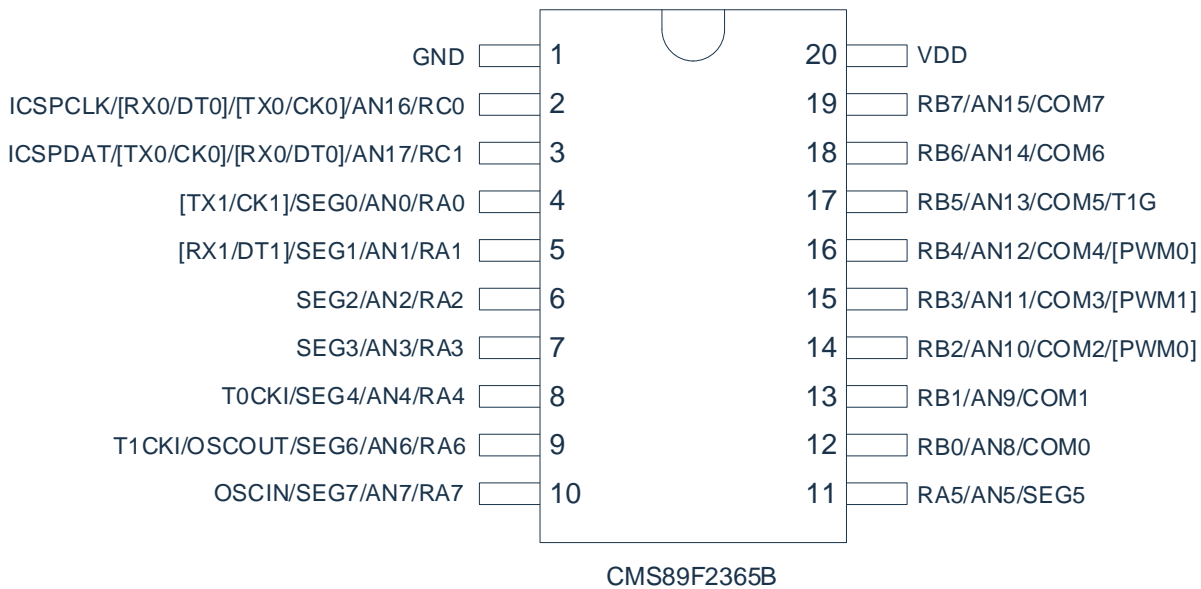 GND 1 20 VDD
ICSPCLK/[RX0/DT0]/[TX0/CK0]/AN16/RC0 2 19 RB7/AN15/COM7
ICSPDAT/[TX0/CK0]/[RX0/DT0]/AN17/RC1 3 18 RB6/AN14/COM6
[TX1/CK1]/SEG0/AN0/RA0 4 17 RB5/AN13/COM5/T1G
[RX1/DT1]/SEG1/AN1/RA1 5 16 RB4/AN12/COM4/[PWM0]
SEG2/AN2/RA2 6 15 RB3/AN11/COM3/[PWM1]
SEG3/AN3/RA3 7 14 RB2/AN10/COM2/[PWM0]
T0CKI/SEG4/AN4/RA4 8 13 RB1/AN9/COM1
T1CKI/OSCOUT/SEG6/AN6/RA6 9 12 RB0/AN8/COM0
OSCIN/SEG7/AN7/RA7 10 11 RA5/AN5/SEG5
CMS89F2365B